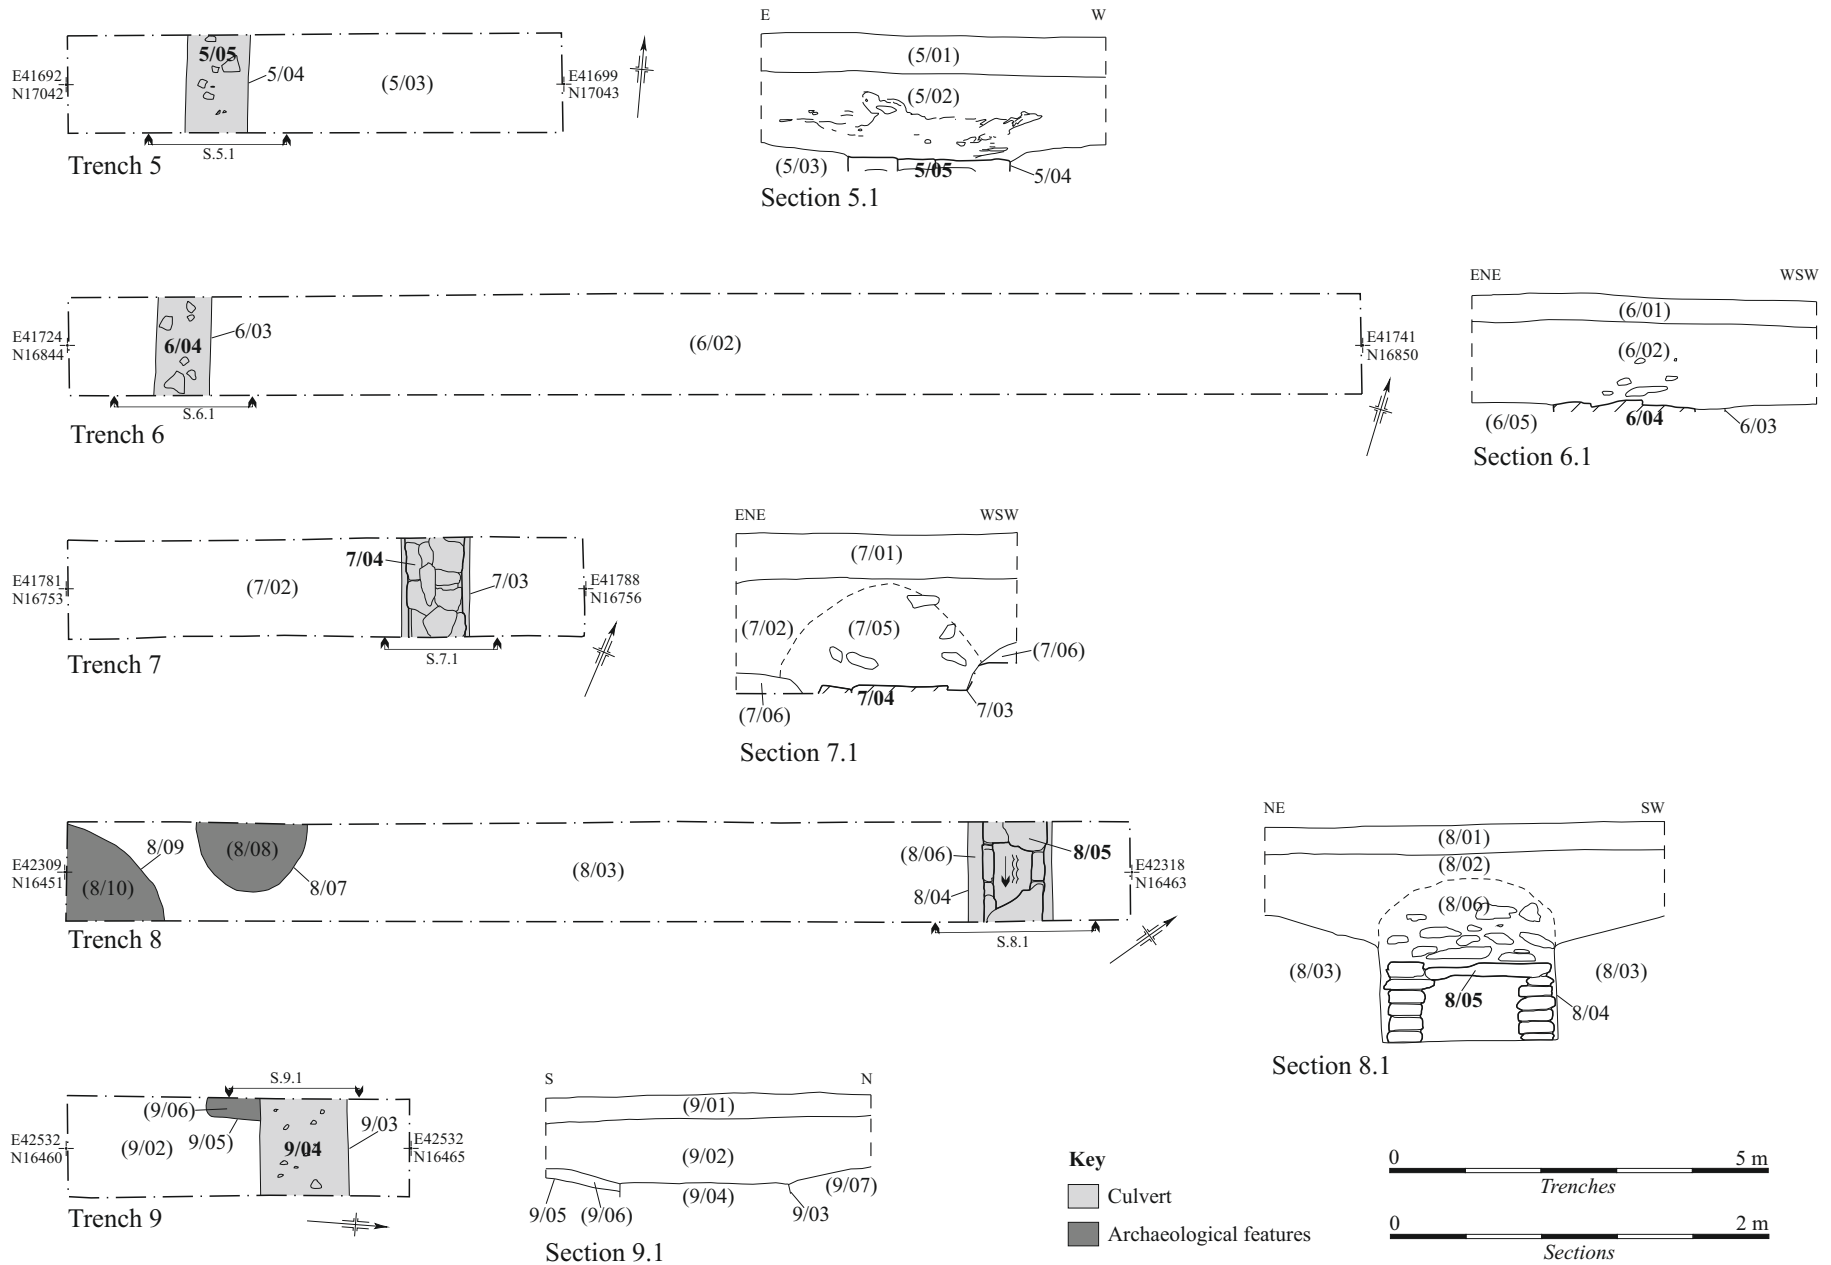 E41692
N17042
5/05
5/04
(5/03)
E41699
N17043
S.5.1
Trench 5
E
W
(5/01)
(5/02)
(5/03)
5/05
5/04
Section 5.1
E41724
N16844
6/04
6/03
(6/02)
E41741
N16850
S.6.1
Trench 6
ENE
WSW
(6/01)
(6/02)
(6/05)
6/04
6/03
Section 6.1
E41781
N16753
(7/02)
7/04
7/03
E41788
N16756
S.7.1
Trench 7
ENE
WSW
(7/01)
(7/02)
(7/05)
(7/06)
(7/06)
7/04
7/03
Section 7.1
E42309
N16451
(8/10)
8/09
(8/08)
8/07
(8/03)
(8/06)
8/04
8/05
E42318
N16463
S.8.1
Trench 8
NE
SW
(8/01)
(8/02)
(8/06)
(8/03)
(8/03)
8/05
8/04
Section 8.1
S.9.1
E42532
N16460
(9/06)
9/05)
(9/02)
9/04
9/03
E42532
N16465
Trench 9
S
N
(9/01)
(9/02)
(9/04)
(9/07)
9/05
(9/06)
9/03
Section 9.1
Key
Culvert
Archaeological features
0
5 m
Trenches
0
2 m
Sections